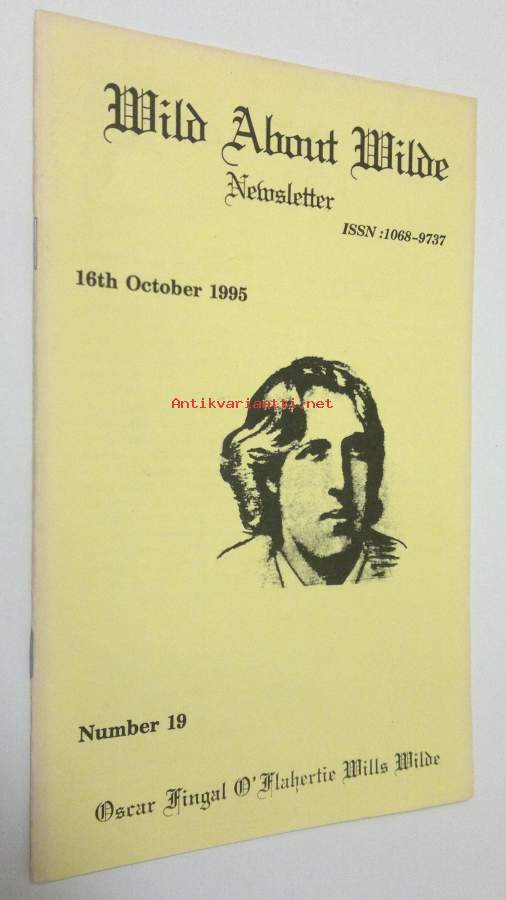 Wild About Wilde
Newsletter
ISSN :1068-9737
16th October 1995
Antikvariaatti.net
Number 19
Oscar Fingal O'Flahertie Wills Wilde